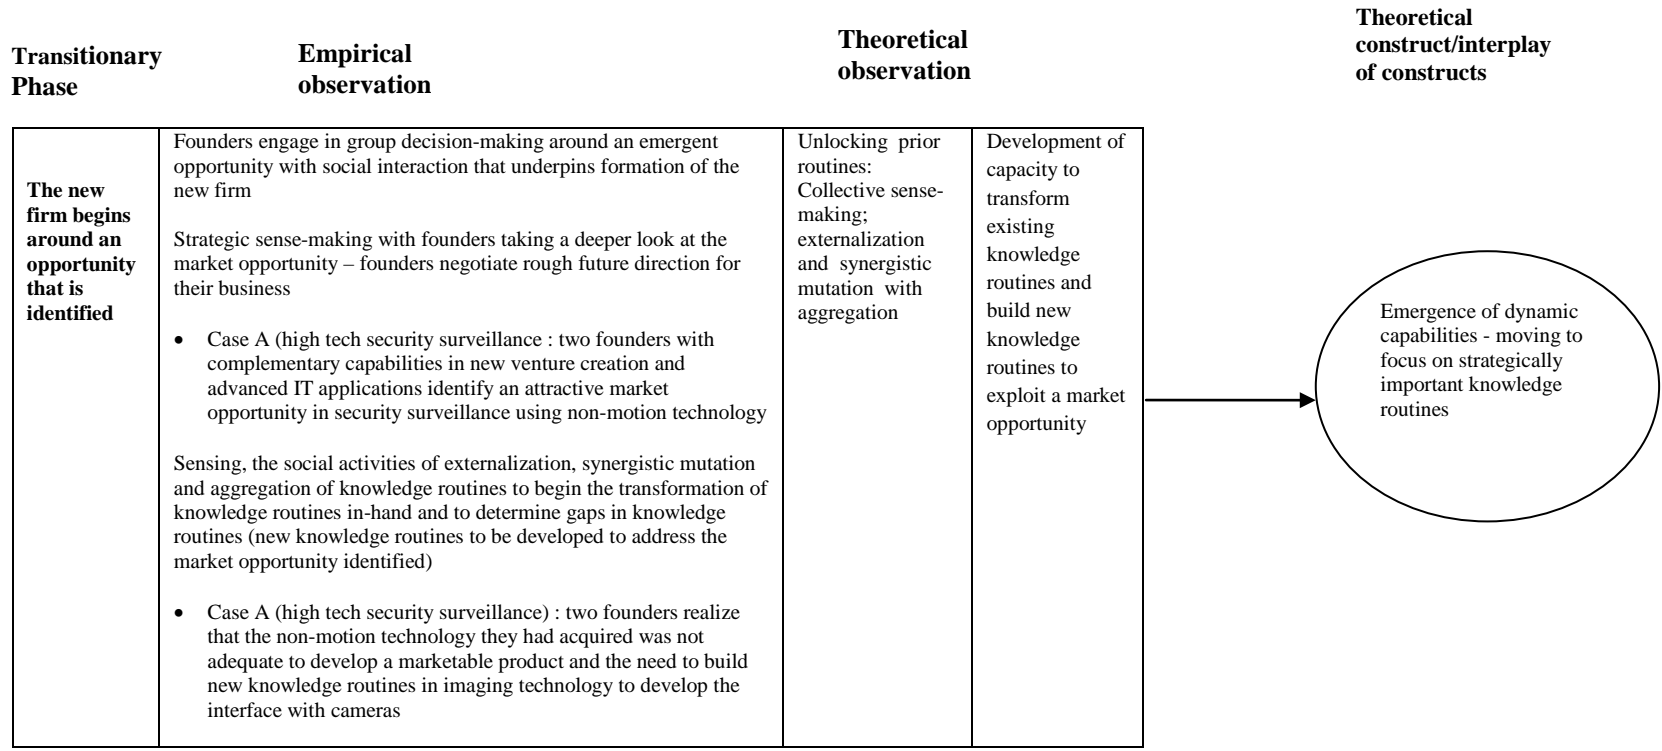 Transitionary
Phase
Empirical
observation
Theoretical
observation
Theoretical
construct/interplay
of constructs
The new
firm begins
around an
opportunity
that is
identified
Founders engage in group decision-making around an emergent
opportunity with social interaction that underpins formation of the
new firm
Strategic sense-making with founders taking a deeper look at the
market opportunity – founders negotiate rough future direction for
their business
• Case A (high tech security surveillance : two founders with
complementary capabilities in new venture creation and
advanced IT applications identify an attractive market
opportunity in security surveillance using non-motion technology
Sensing, the social activities of externalization, synergistic mutation
and aggregation of knowledge routines to begin the transformation of
knowledge routines in-hand and to determine gaps in knowledge
routines (new knowledge routines to be developed to address the
market opportunity identified)
• Case A (high tech security surveillance) : two founders realize
that the non-motion technology they had acquired was not
adequate to develop a marketable product and the need to build
new knowledge routines in imaging technology to develop the
interface with cameras
Unlocking prior
routines:
Collective sense-
making;
externalization
and synergistic
mutation with
aggregation
Development of
capacity to
transform
existing
knowledge
routines and
build new
knowledge
routines to
exploit a market
opportunity
Emergence of dynamic
capabilities - moving to
focus on strategically
important knowledge
routines